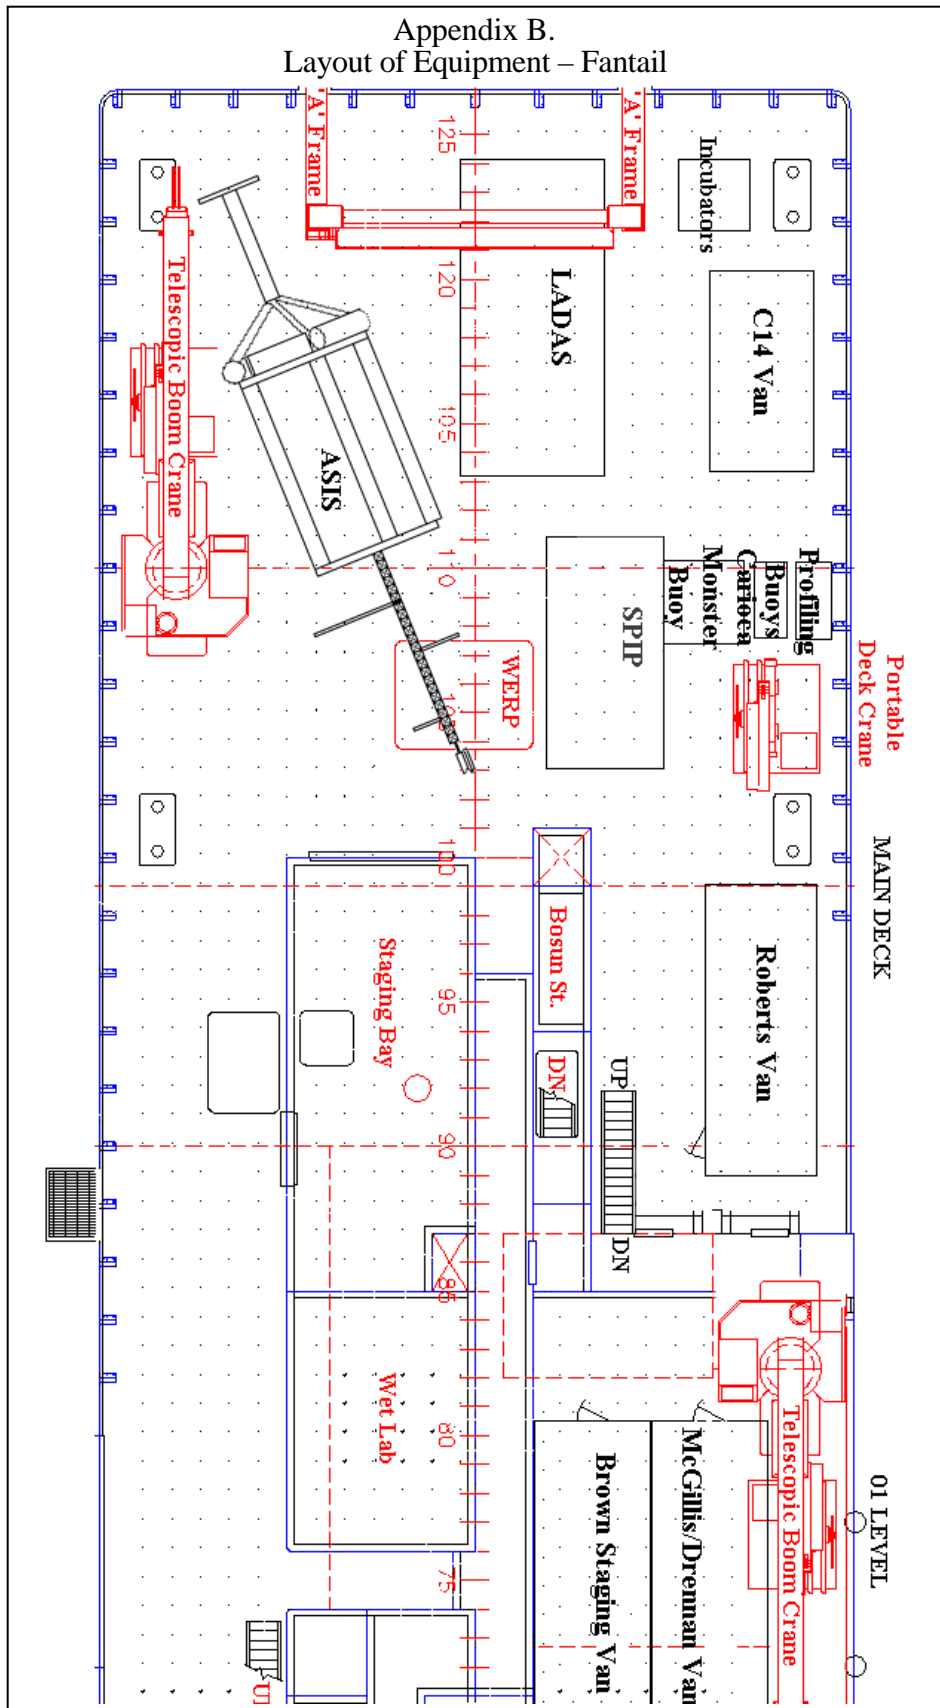 Appendix B.
Layout of Equipment – Fantail
'A' Frame
'A' Frame
125
Incubators
Telescopic Boom Crane
120
LADAS
C14 Van
105
ASIS
110
SPIP
Monster
Buoy
Carioca
Buoys
Profiling
WERP
Portable
Deck Crane
100
MAIN DECK
Bosun St.
Staging Bay
95
Roberts Van
DN
UP
90
DN
85
Wet Lab
80
Telescopic Boom Crane
McGillis/Drennan Van
Brown Staging Van
01 LEVEL
75